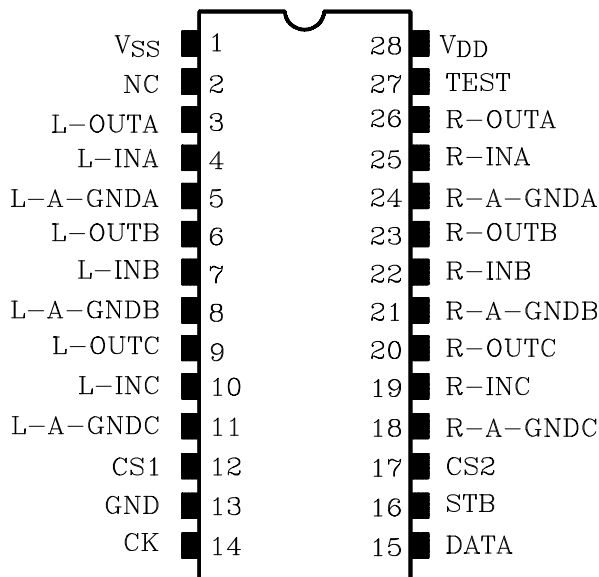 VSS 1 28 VDD
NC 2 27 TEST
L-OUTA 3 26 R-OUTA
L-INA 4 25 R-INA
L-A-GNDA 5 24 R-A-GNDA
L-OUTB 6 23 R-OUTB
L-INB 7 22 R-INB
L-A-GNDB 8 21 R-A-GNDB
L-OUTC 9 20 R-OUTC
L-INC 10 19 R-INC
L-A-GNDC 11 18 R-A-GNDC
CS1 12 17 CS2
GND 13 16 STB
CK 14 15 DATA